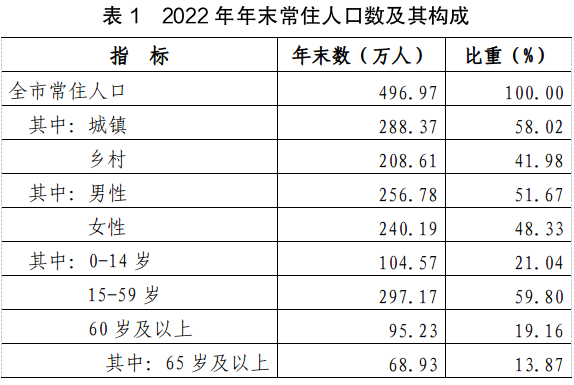 表 1 2022 年年末常住人口数及其构成
指 标 年末数（万人） 比重（%）
全市常住人口 496.97 100.00
其中：城镇 288.37 58.02
乡村 208.61 41.98
其中：男性 256.78 51.67
女性 240.19 48.33
其中：0-14 岁 104.57 21.04
15-59 岁 297.17 59.80
60 岁及以上 95.23 19.16
其中：65 岁及以上 68.93 13.87